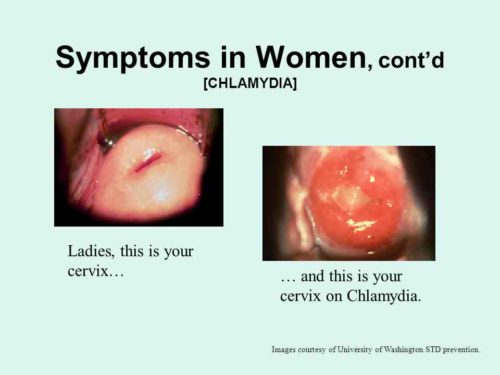 Symptoms in Women, cont’d
[CHLAMYDIA]
Ladies, this is your
cervix…
… and this is your
cervix on Chlamydia.
Images courtesy of University of Washington STD prevention.